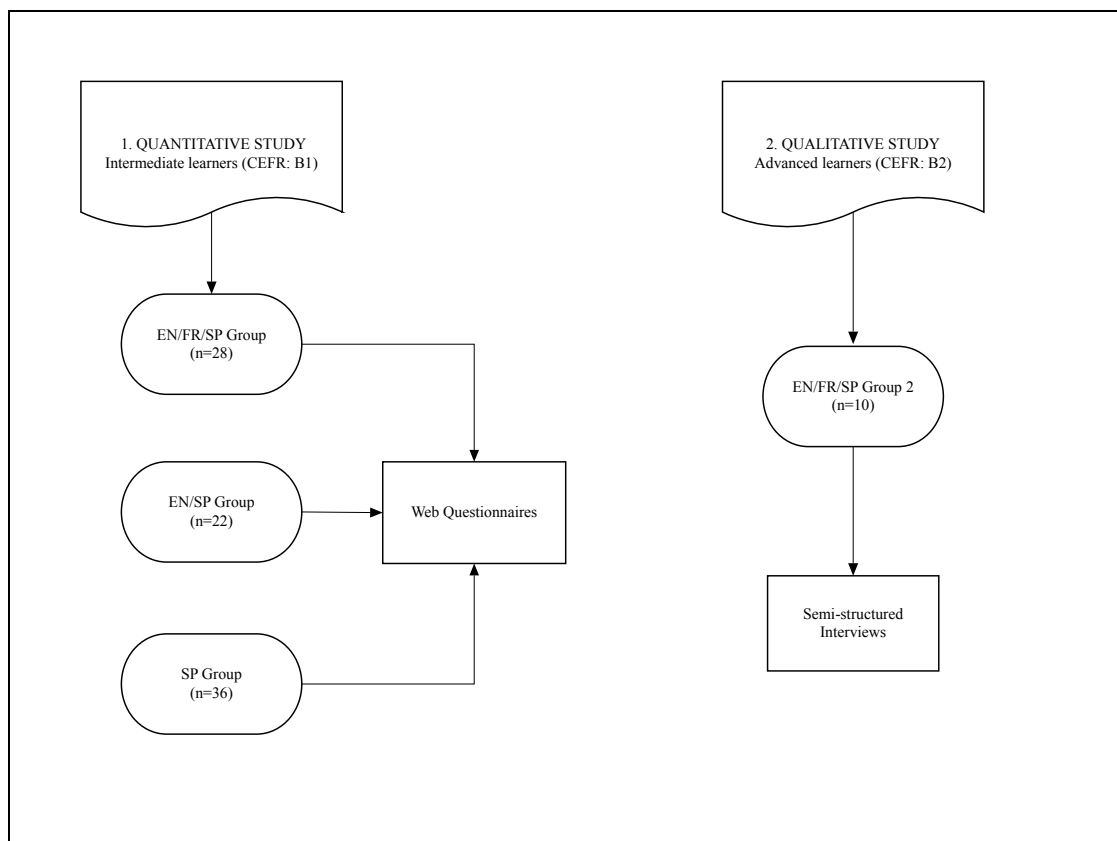 1. QUANTITATIVE STUDY
Intermediate learners (CEFR: B1)
EN/FR/SP Group
(n=28)
EN/SP Group
(n=22)
SP Group
(n=36)
Web Questionnaires
2. QUALITATIVE STUDY
Advanced learners (CEFR: B2)
EN/FR/SP Group 2
(n=10)
Semi-structured
Interviews